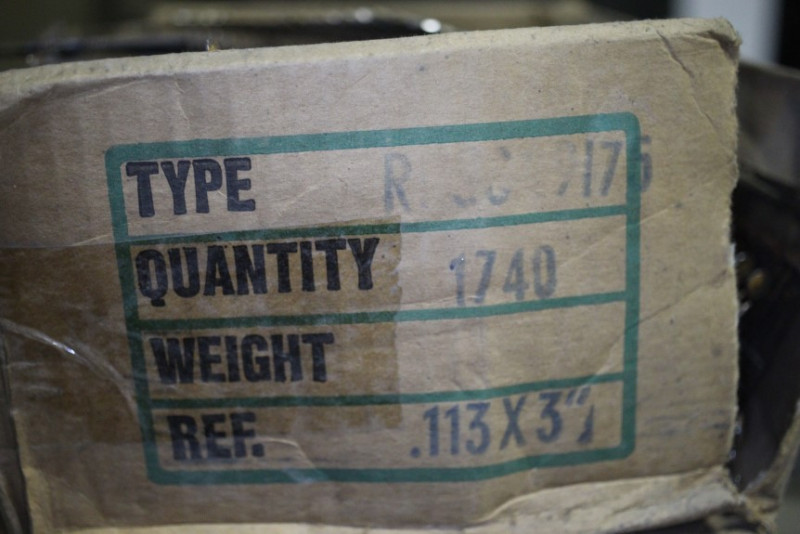 TYPE
QUANTITY 1740
WEIGHT
REF. .113 X 3"